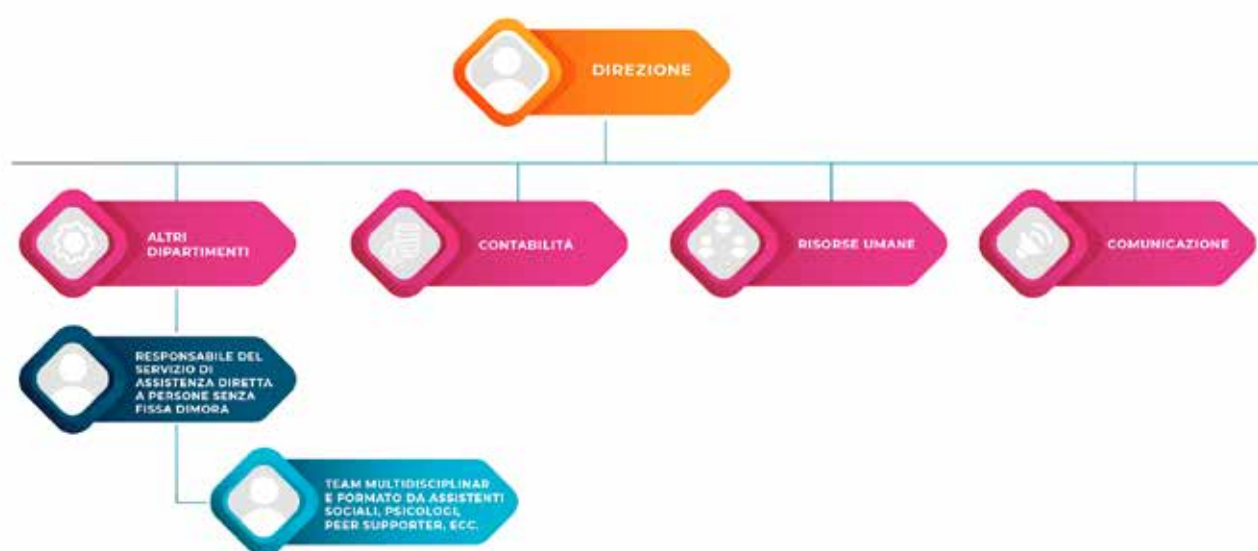 DIREZIONE
ALTRI
DIPARTIMENTI
CONTABILITÀ
RISORSE UMANE
COMUNICAZIONE
RESPONSABILE DEL
SERVIZIO DI
ASSISTENZA DIRETTA
A PERSONE SENZA
FISSA DIMORA
TEAM MULTIDISCIPLINAR
E FORMATO DA ASSISTENTI
SOCIALI, PSICOLOGI,
PEER SUPPORTER, ECC.